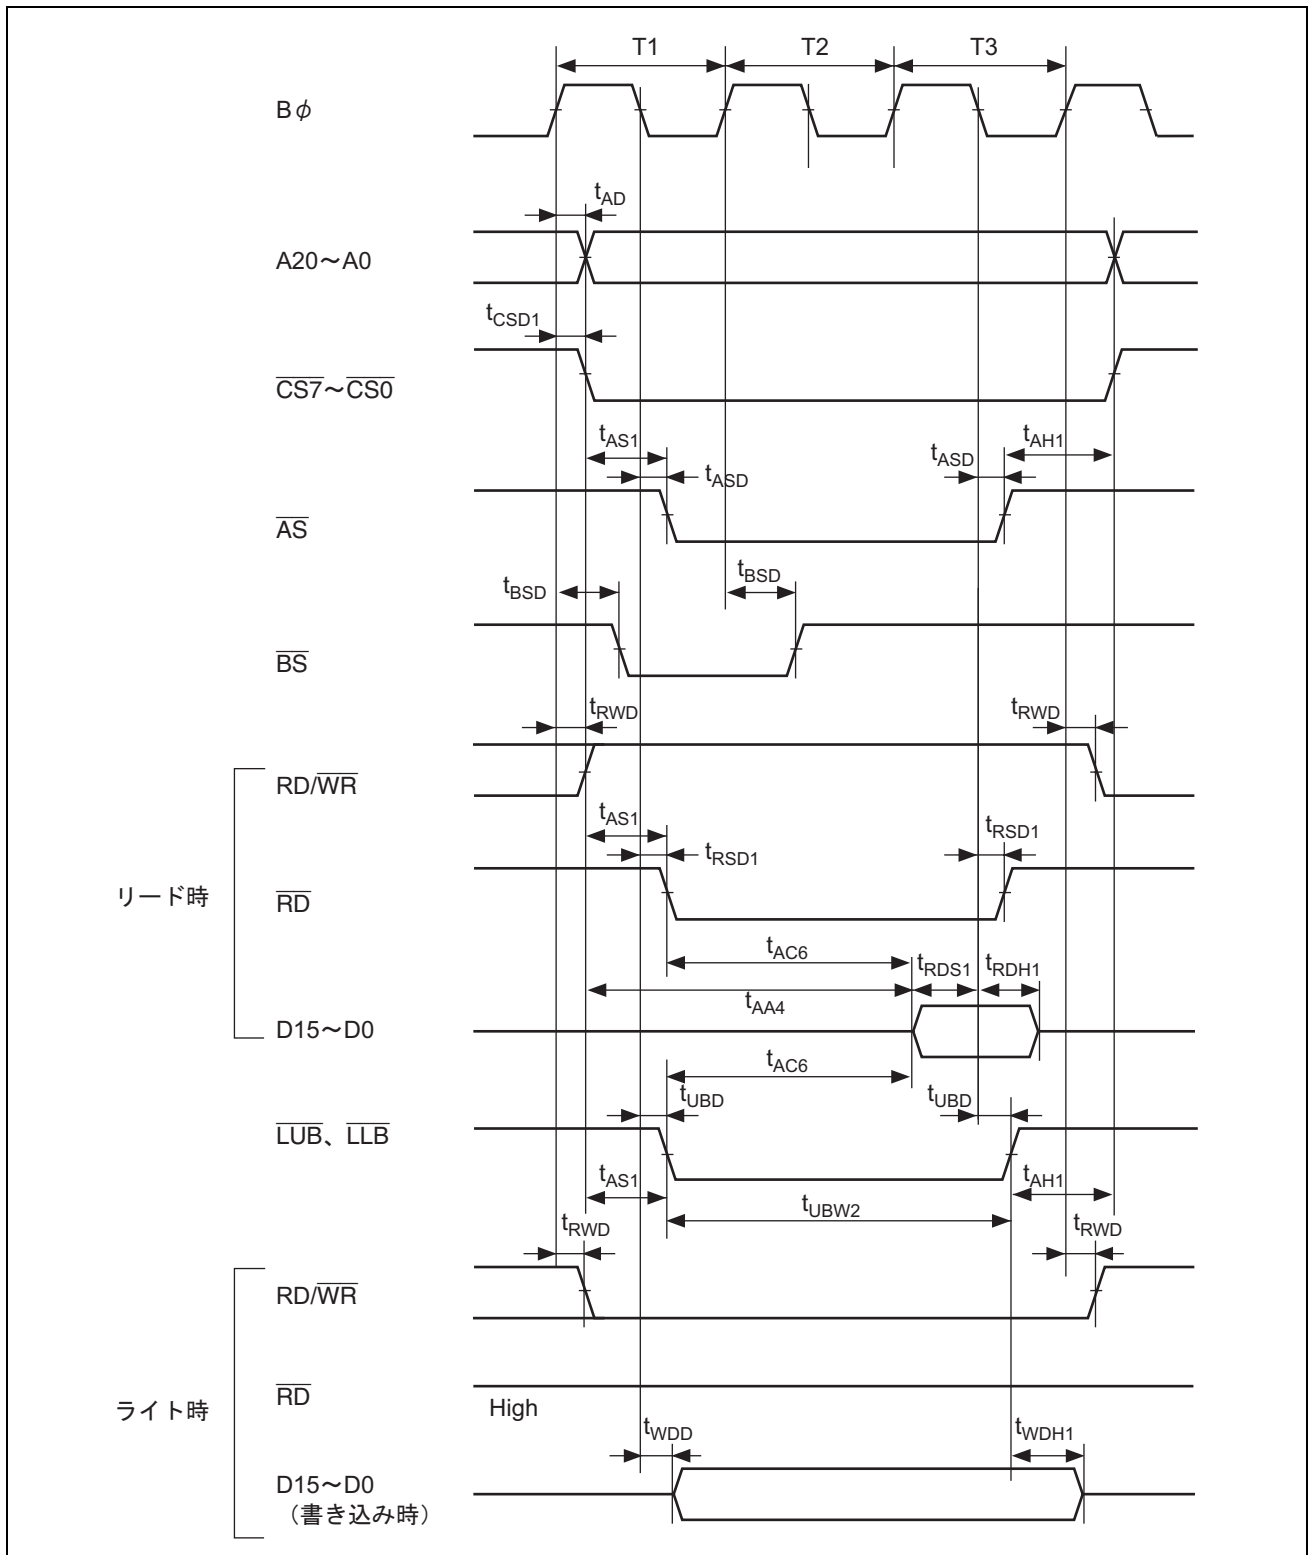 T1 T2 T3
Bφ
tAD
A20～A0
tCSD1
CS7～CS0
tAS1 tASD tASD tAH1
AS
tBSD tBSD
BS
tRWD tRWD
RD/WR
tAS1 tRSD1 tRSD1
リード時
RD
tAC6
tRDS1 tRDH1
tAA4
D15～D0
tAC6
tUBD tUBD
LUB、LLB
tAS1 tUBW2 tAH1
tRWD tRWD
RD/WR
ライト時
RD
High
tWDD tWDH1
D15～D0
（書き込み時）